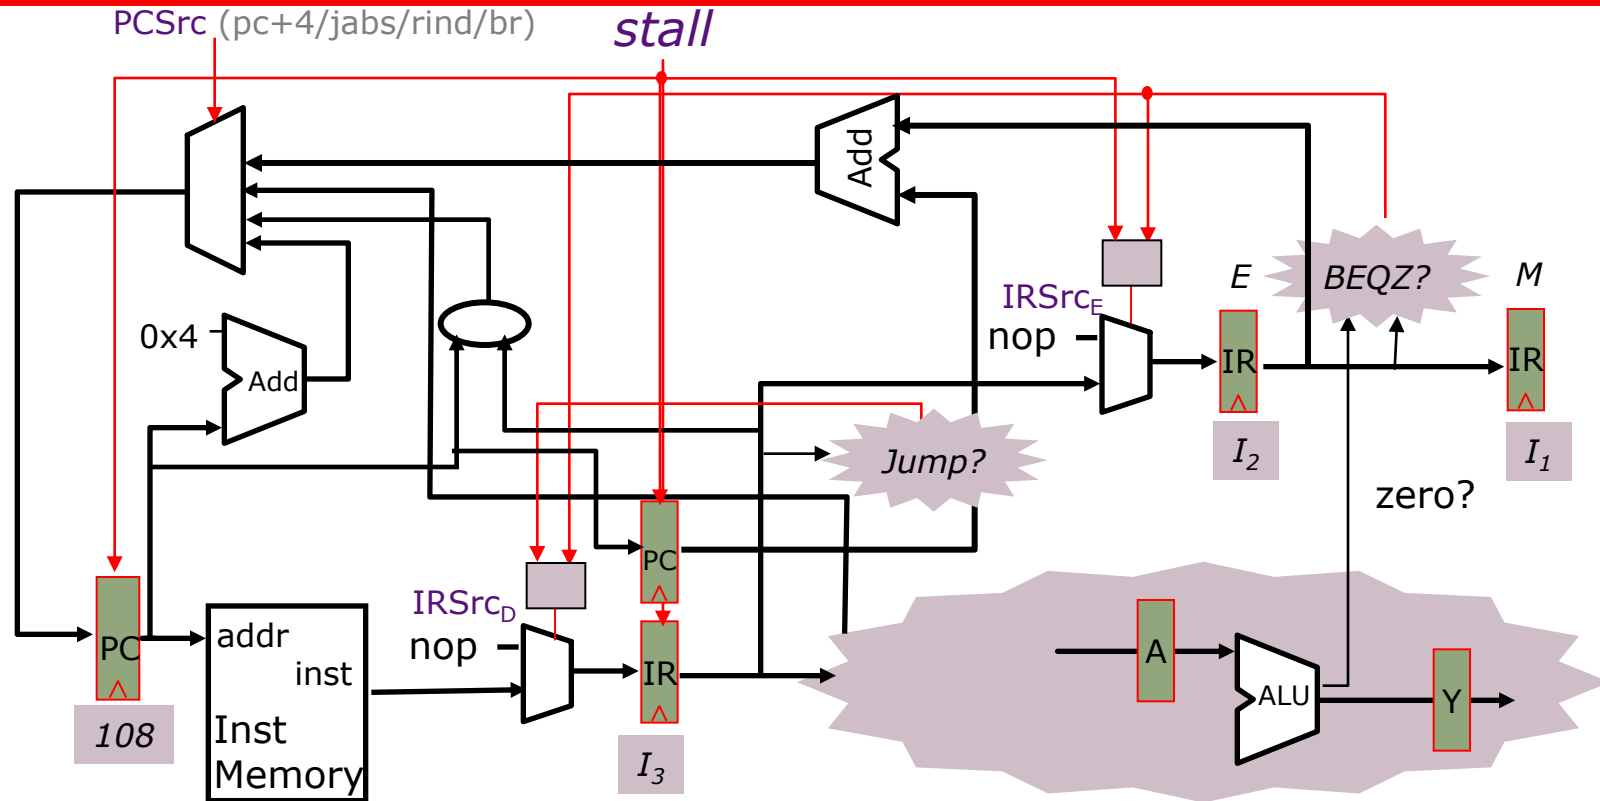 PCSrc (pc+4/jabs/rind/br)
stall
Add
E
BEQZ?
M
IRSrcE
nop
0x4
Add
IR
IR
I2
I1
Jump?
zero?
PC
IRSrcD
nop
PC
addr
inst
Inst
Memory
IR
A
ALU
Y
108
I3